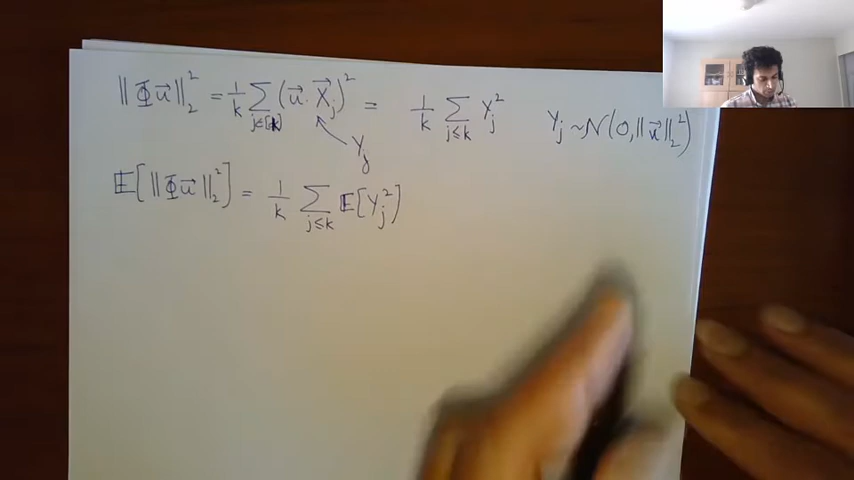 ‖Φu⃗‖₂² = 1/k ∑_{j∈[k]} (u⃗ · X⃗_j)² = 1/k ∑_{j≤k} Y_j² Y_j ~ N(0, ‖u⃗‖₂²)
Y_j
𝔼[‖Φu⃗‖₂²] = 1/k ∑_{j≤k} 𝔼[Y_j²]